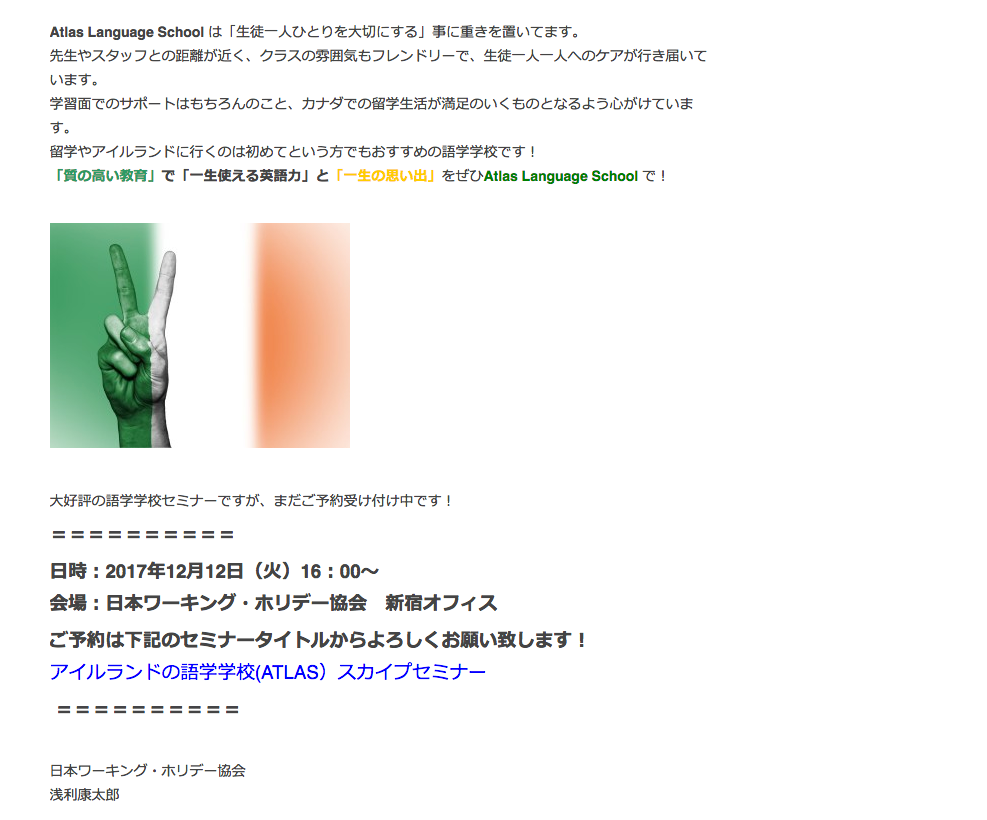 Atlas Language School は「生徒一人ひとりを大切にする」事に重きを置いてます。
先生やスタッフとの距離が近く、クラスの雰囲気もフレンドリーで、生徒一人一人へのケアが行き届いて
います。
学習面でのサポートはもちろんのこと、カナダでの留学生活が満足のいくものとなるよう心がけていま
す。
留学やアイルランドに行くのは初めてという方でもおすすめの語学学校です！
「質の高い教育」で「一生使える英語力」と「一生の思い出」をぜひAtlas Language School で！
大好評の語学学校セミナーですが、まだご予約受け付け中です！
＝＝＝＝＝＝＝＝＝＝
日時：2017年12月12日（火）16：00〜
会場：日本ワーキング・ホリデー協会　新宿オフィス
ご予約は下記のセミナータイトルからよろしくお願い致します！
アイルランドの語学学校(ATLAS）スカイプセミナー
＝＝＝＝＝＝＝＝＝＝
日本ワーキング・ホリデー協会
浅利康太郎